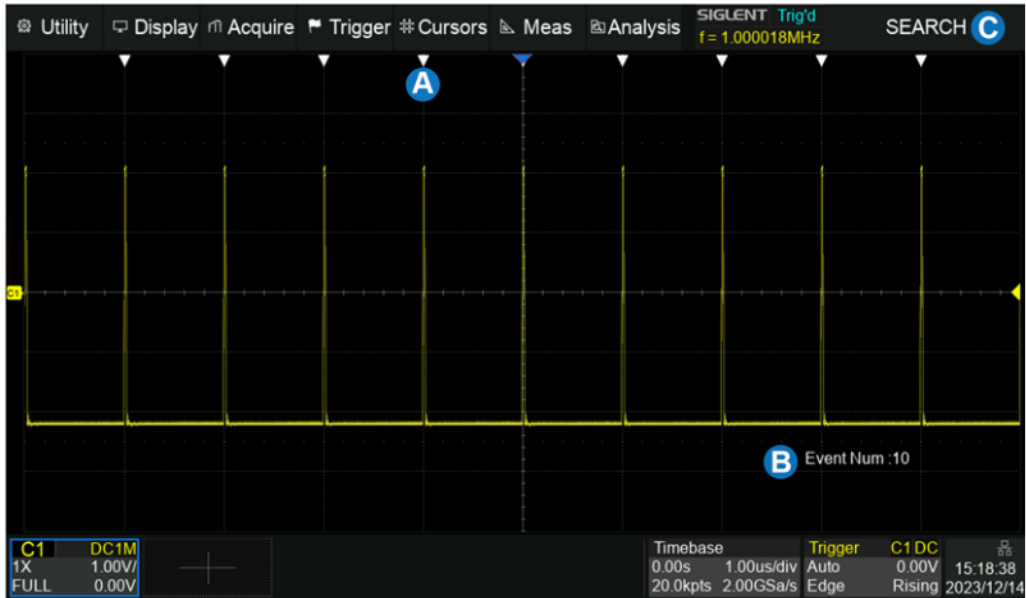 Utility Display Acquire Trigger Cursors Meas Analysis
SIGLENT Trig'd
f = 1.000018MHz
SEARCH C
A
C1
B Event Num :10
C1 DC1M
1X 1.00V/
FULL 0.00V
Timebase
0.00s 1.00us/div
20.0kpts 2.00GSa/s
Trigger C1 DC
Auto 0.00V
Edge Rising
15:18:38
2023/12/14